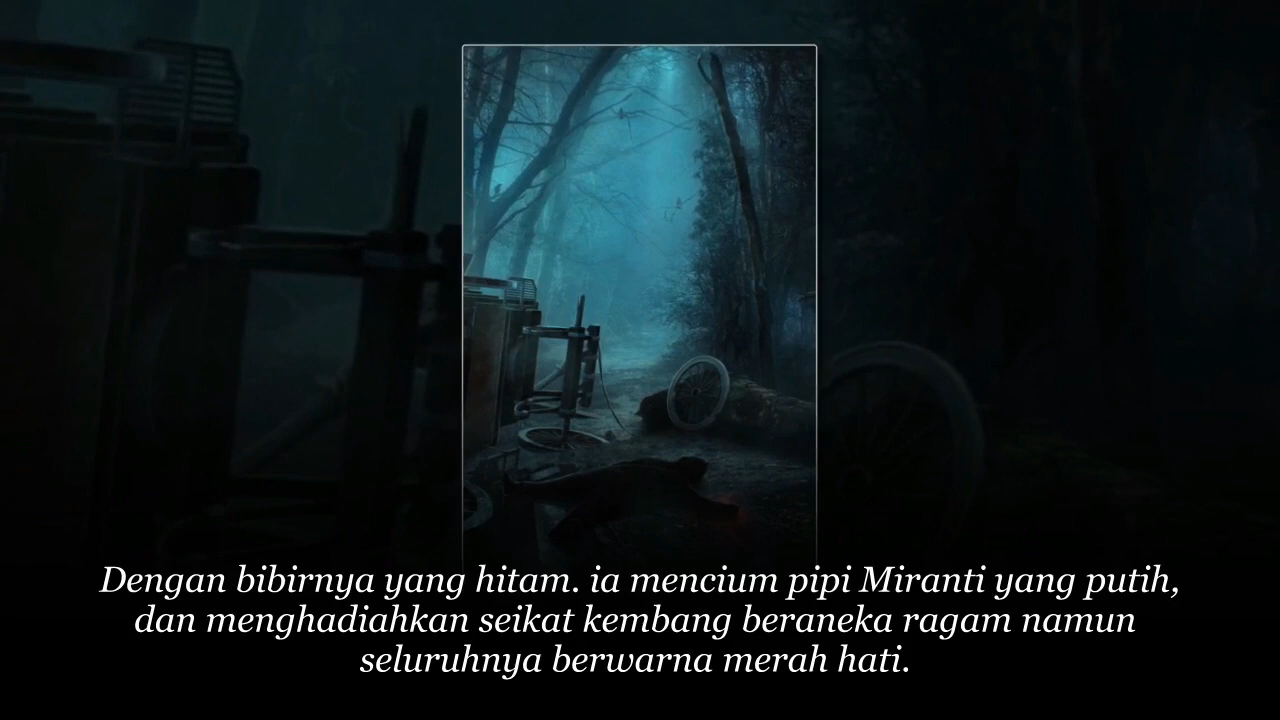 Dengan bibirnya yang hitam. ia mencium pipi Miranti yang putih,
dan menghadiahkan seikat kembang beraneka ragam namun
seluruhnya berwarna merah hati.